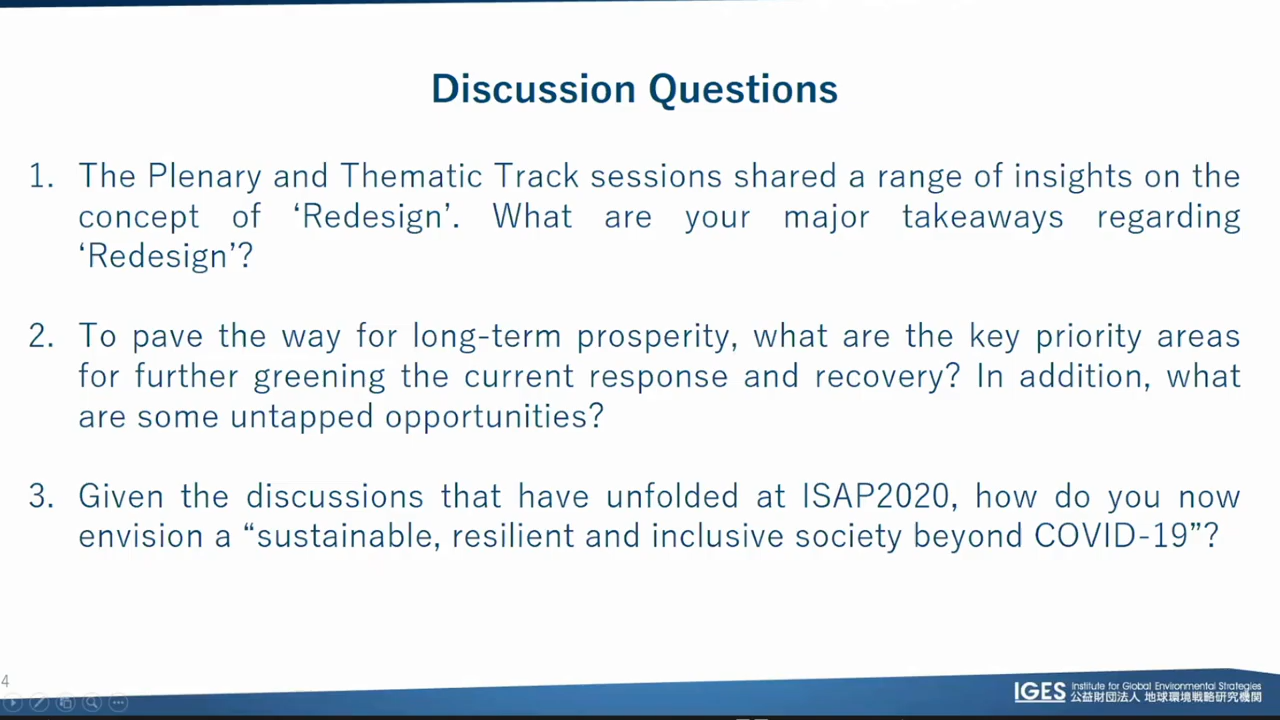 Discussion Questions
1. The Plenary and Thematic Track sessions shared a range of insights on the
concept of ‘Redesign’. What are your major takeaways regarding
‘Redesign’?
2. To pave the way for long-term prosperity, what are the key priority areas
for further greening the current response and recovery? In addition, what
are some untapped opportunities?
3. Given the discussions that have unfolded at ISAP2020, how do you now
envision a “sustainable, resilient and inclusive society beyond COVID-19”?
4
IGES Institute for Global Environmental Strategies
公益財団法人 地球環境戦略研究機関